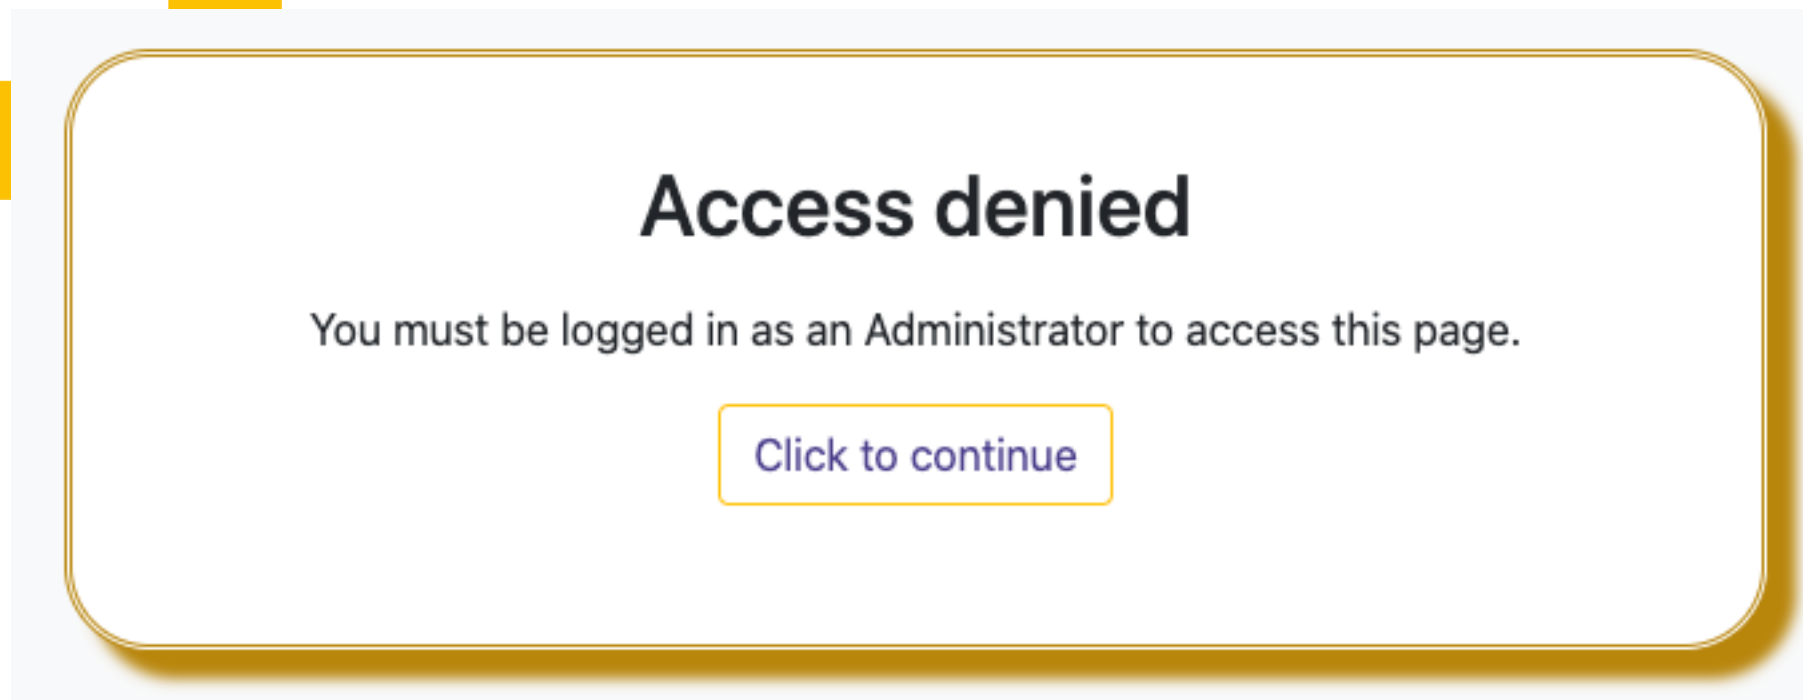 Access denied
You must be logged in as an Administrator to access this page.
Click to continue